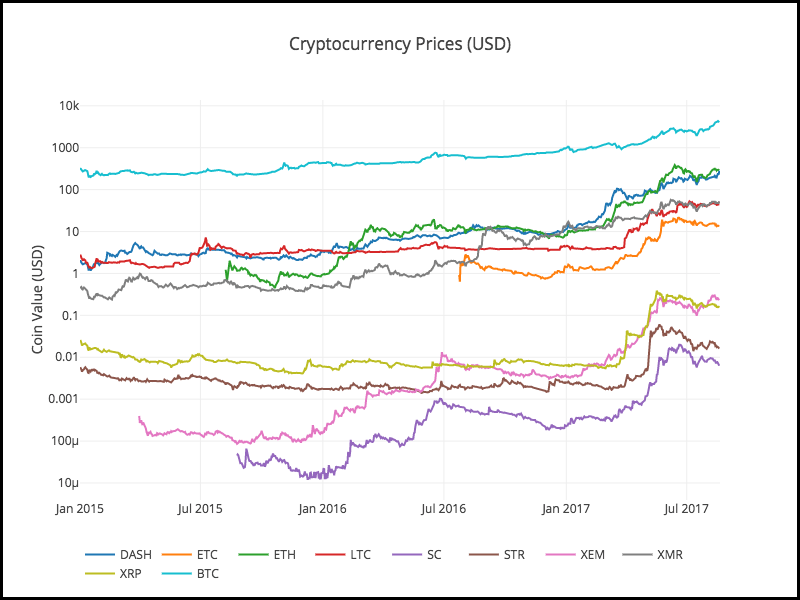 Cryptocurrency Prices (USD)
10k
1000
100
10
1
0.1
0.01
0.001
100μ
10μ
Coin Value (USD)
Jan 2015 Jul 2015 Jan 2016 Jul 2016 Jan 2017 Jul 2017
DASH ETC ETH LTC SC STR XEM XMR
XRP BTC